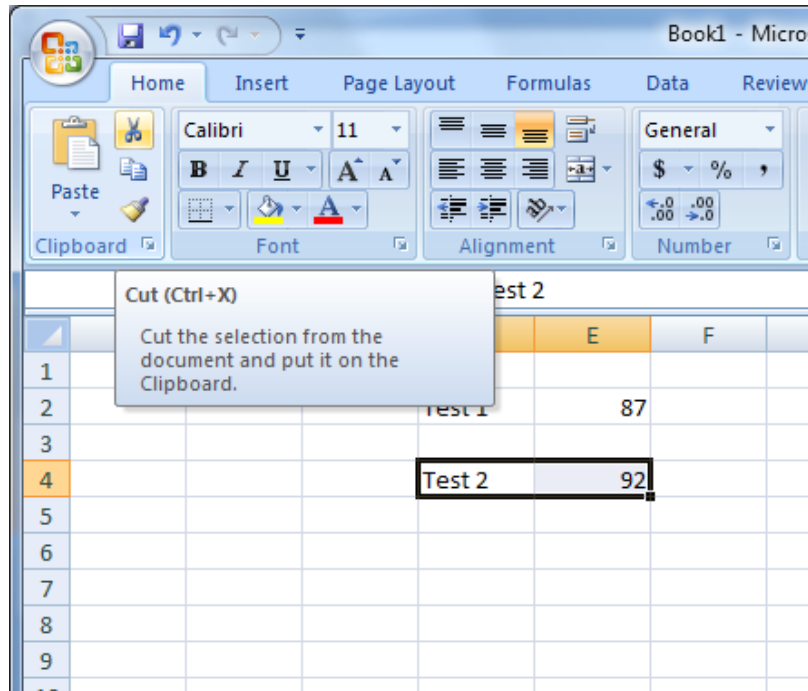 Book1 - Micro
Home Insert Page Layout Formulas Data Review
Calibri 11 General
B I U A A $ % ,
Paste
A .0 .00 .00 .0
Clipboard Font Alignment Number
Cut (Ctrl+X)
Cut the selection from the
document and put it on the
Clipboard.
est 2
E F
1
2 Test 1 87
3
4 Test 2 92
5
6
7
8
9